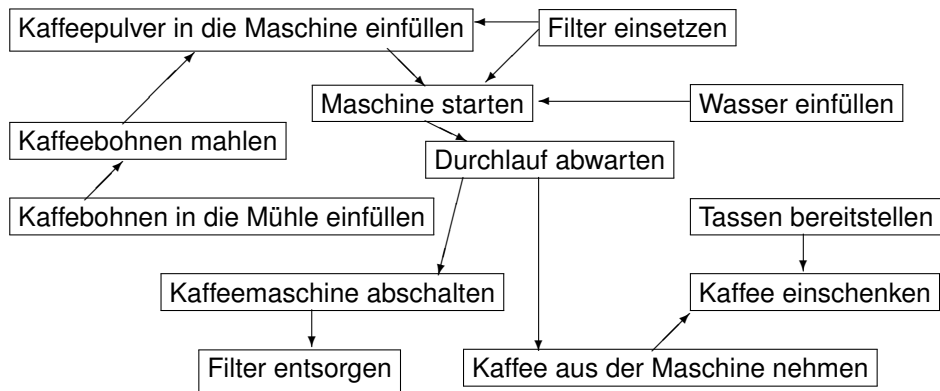 Kaffeepulver in die Maschine einfüllen
Filter einsetzen
Maschine starten
Wasser einfüllen
Kaffeebohnen mahlen
Durchlauf abwarten
Kaffebohnen in die Mühle einfüllen
Tassen bereitstellen
Kaffeemaschine abschalten
Kaffee einschenken
Filter entsorgen
Kaffee aus der Maschine nehmen